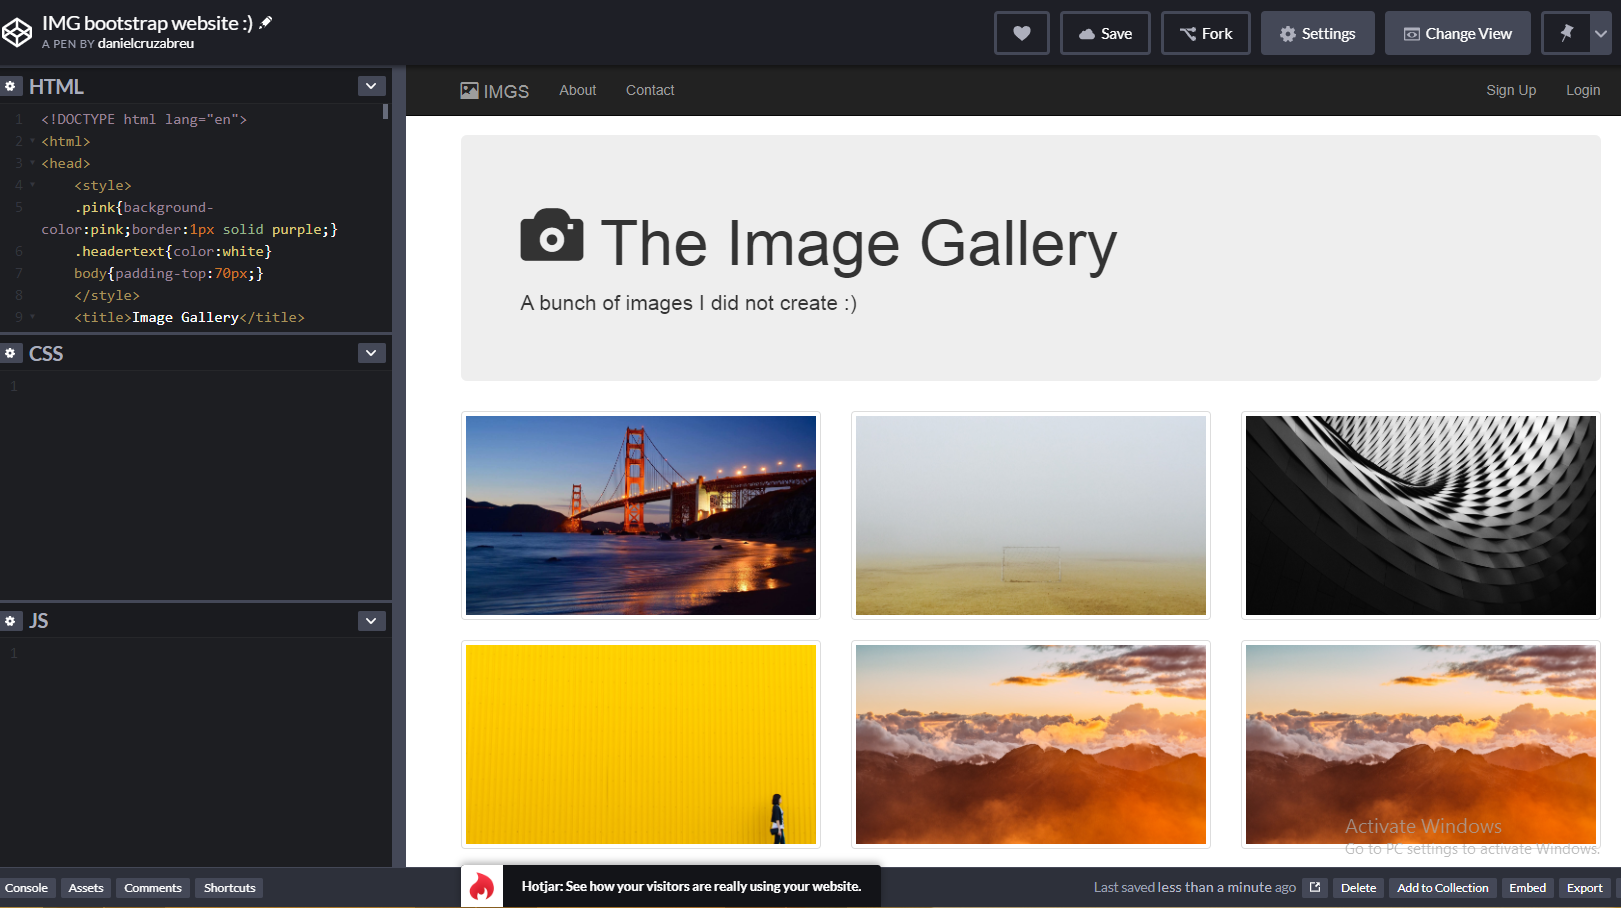 IMG bootstrap website :)
A PEN BY danielcruzabreu
Save
Fork
Settings
Change View
HTML
1 <!DOCTYPE html lang="en">
2 <html>
3 <head>
4 <style>
5 .pink{background-
color:pink;border:1px solid purple;}
6 .headertext{color:white}
7 body{padding-top:70px;}
8 </style>
9 <title>Image Gallery</title>
CSS
1
JS
1
IMGS About Contact Sign Up Login
The Image Gallery
A bunch of images I did not create :)
Activate Windows
Go to PC settings to activate Windows.
Console Assets Comments Shortcuts
Hotjar: See how your visitors are really using your website.
Last saved less than a minute ago
Delete
Add to Collection
Embed
Export